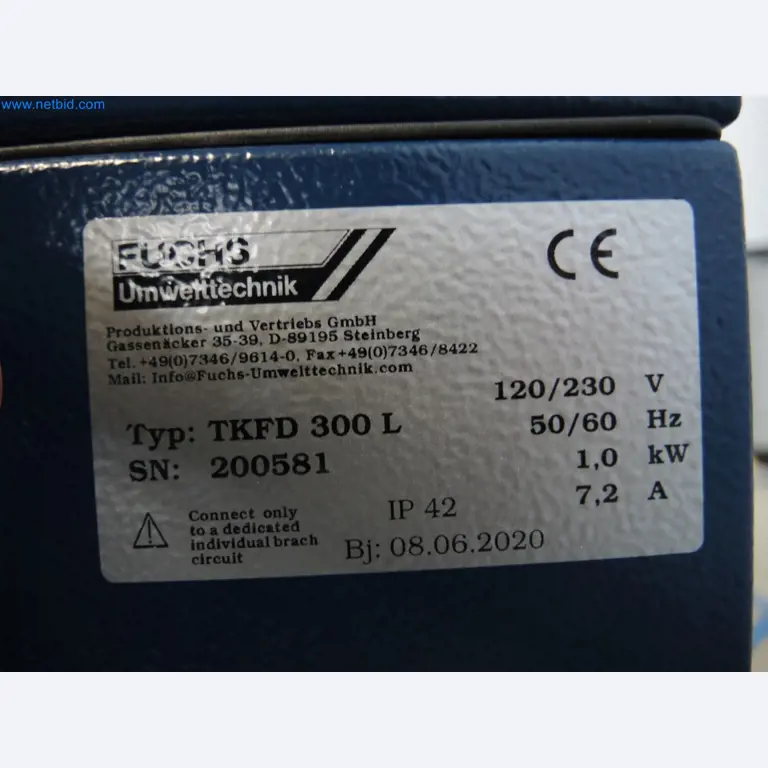 www.netbid.com
FUCHS
Umwelttechnik
CE
Produktions- und Vertriebs GmbH
Gassenäcker 35-39, D-89195 Steinberg
Tel. +49(0)7346/9614-0, Fax +49(0)7346/8422
Mail: Info@Fuchs-Umwelttechnik.com
120/230 V
Typ: TKFD 300 L 50/60 Hz
SN: 200581 1,0 kW
7,2 A
Connect only
to a dedicated
individual brach
circuit
IP 42
Bj: 08.06.2020